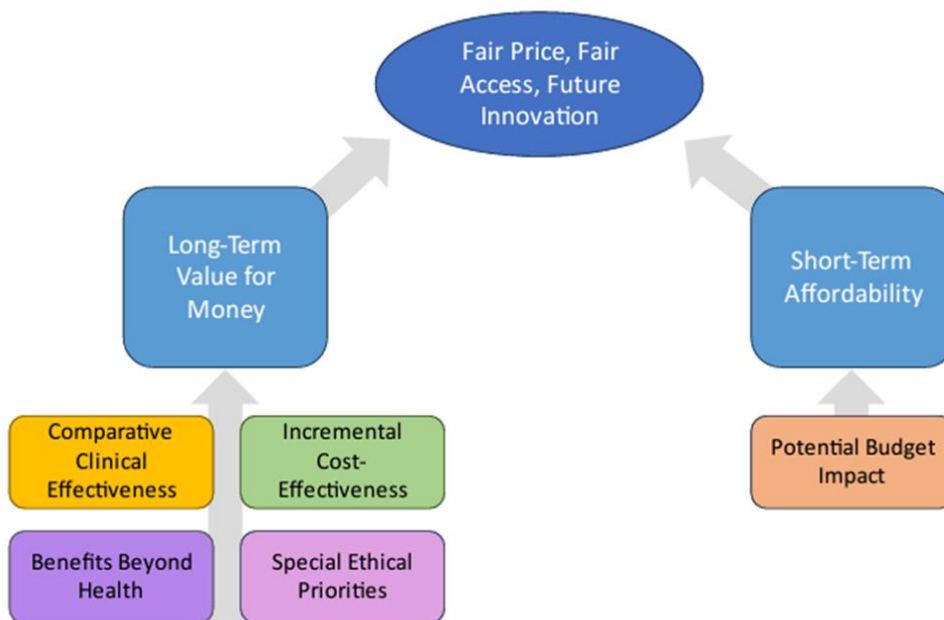 Fair Price, Fair
Access, Future
Innovation
Long-Term
Value for
Money
Short-Term
Affordability
Comparative
Clinical
Effectiveness
Incremental
Cost-
Effectiveness
Potential Budget
Impact
Benefits Beyond
Health
Special Ethical
Priorities